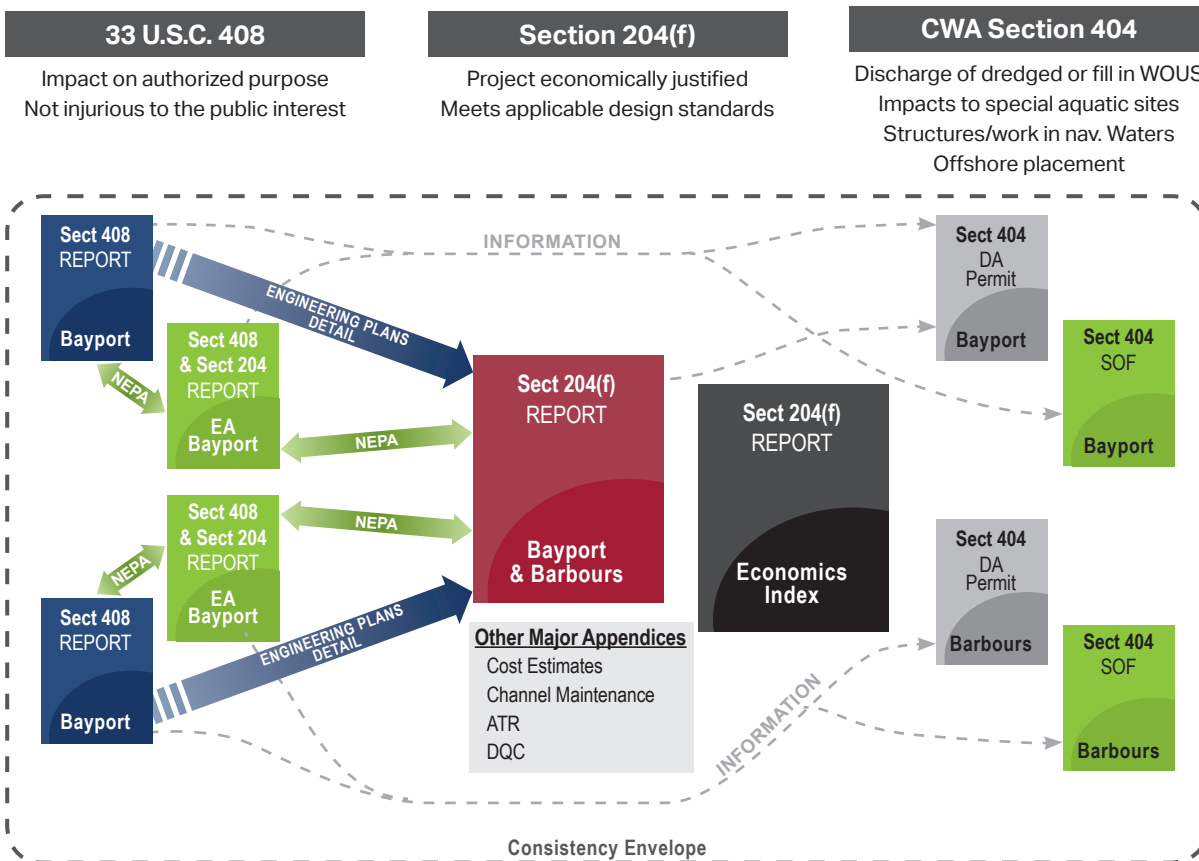 33 U.S.C. 408
Impact on authorized purpose
Not injurious to the public interest
Section 204(f)
Project economically justified
Meets applicable design standards
CWA Section 404
Discharge of dredged or fill in WOUS
Impacts to special aquatic sites
Structures/work in nav. Waters
Offshore placement
Sect 408
REPORT
Bayport
NEPA
Sect 408
& Sect 204
REPORT
EA
Bayport
ENGINEERING PLANS
DETAIL
INFORMATION
NEPA
Sect 408
& Sect 204
REPORT
EA
Bayport
NEPA
NEPA
Sect 408
REPORT
Bayport
ENGINEERING PLANS
DETAIL
Sect 204(f)
REPORT
Bayport
& Barbours
Other Major Appendices
Cost Estimates
Channel Maintenance
ATR
DQC
Sect 204(f)
REPORT
Economics
Index
INFORMATION
Sect 404
DA
Permit
Bayport
Sect 404
SOF
Bayport
Sect 404
DA
Permit
Barbours
Sect 404
SOF
Barbours
Consistency Envelope